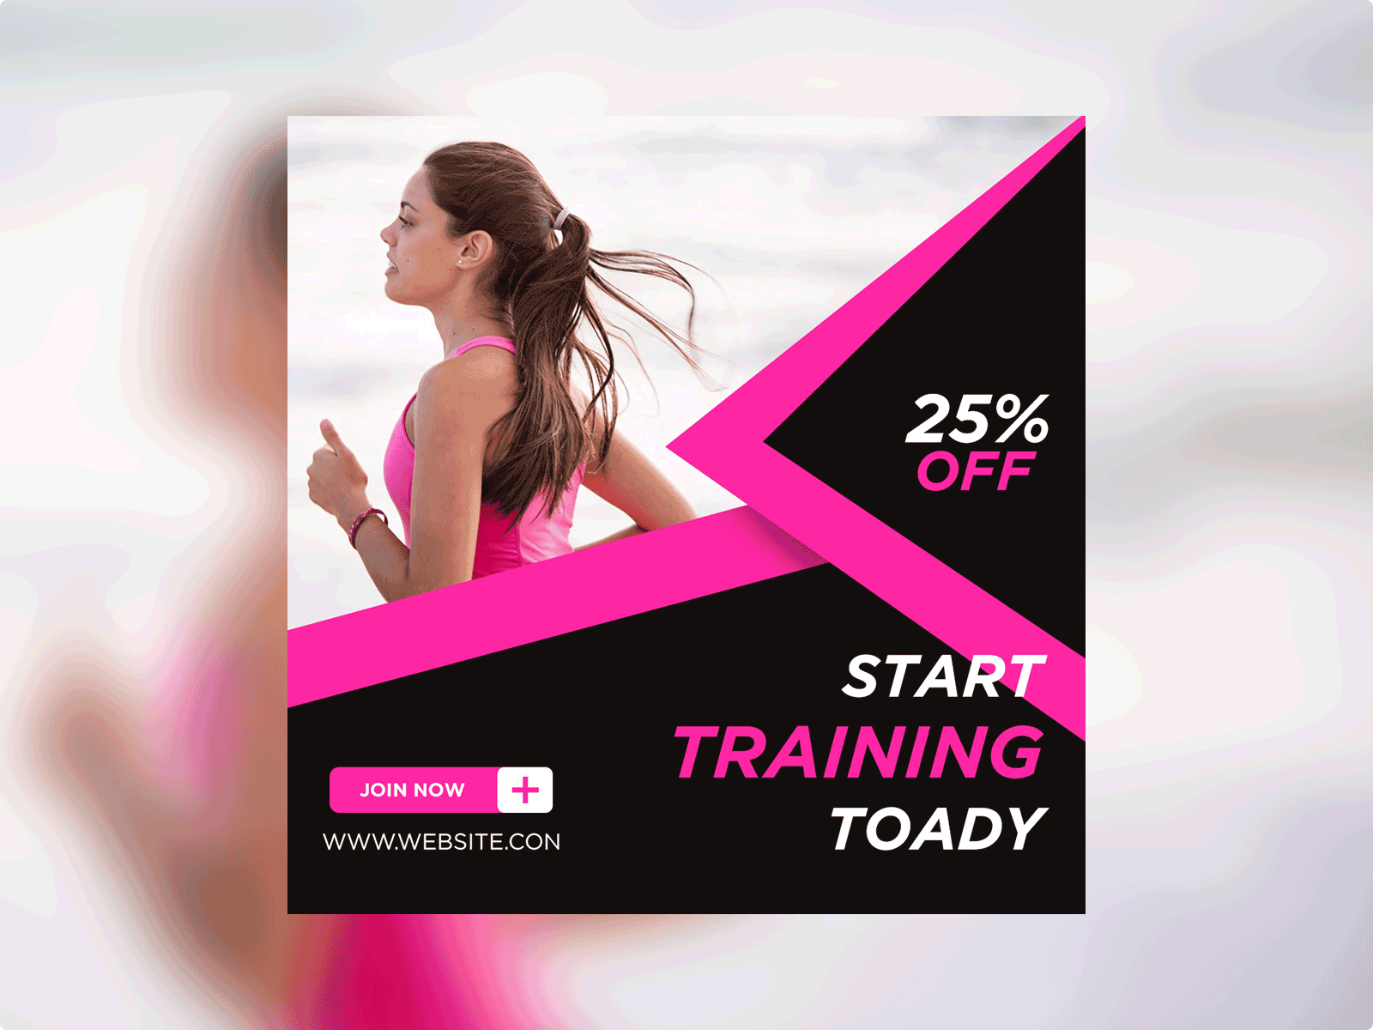 25%
OFF
START
TRAINING
TOADY
JOIN NOW +
WWW.WEBSITE.CON